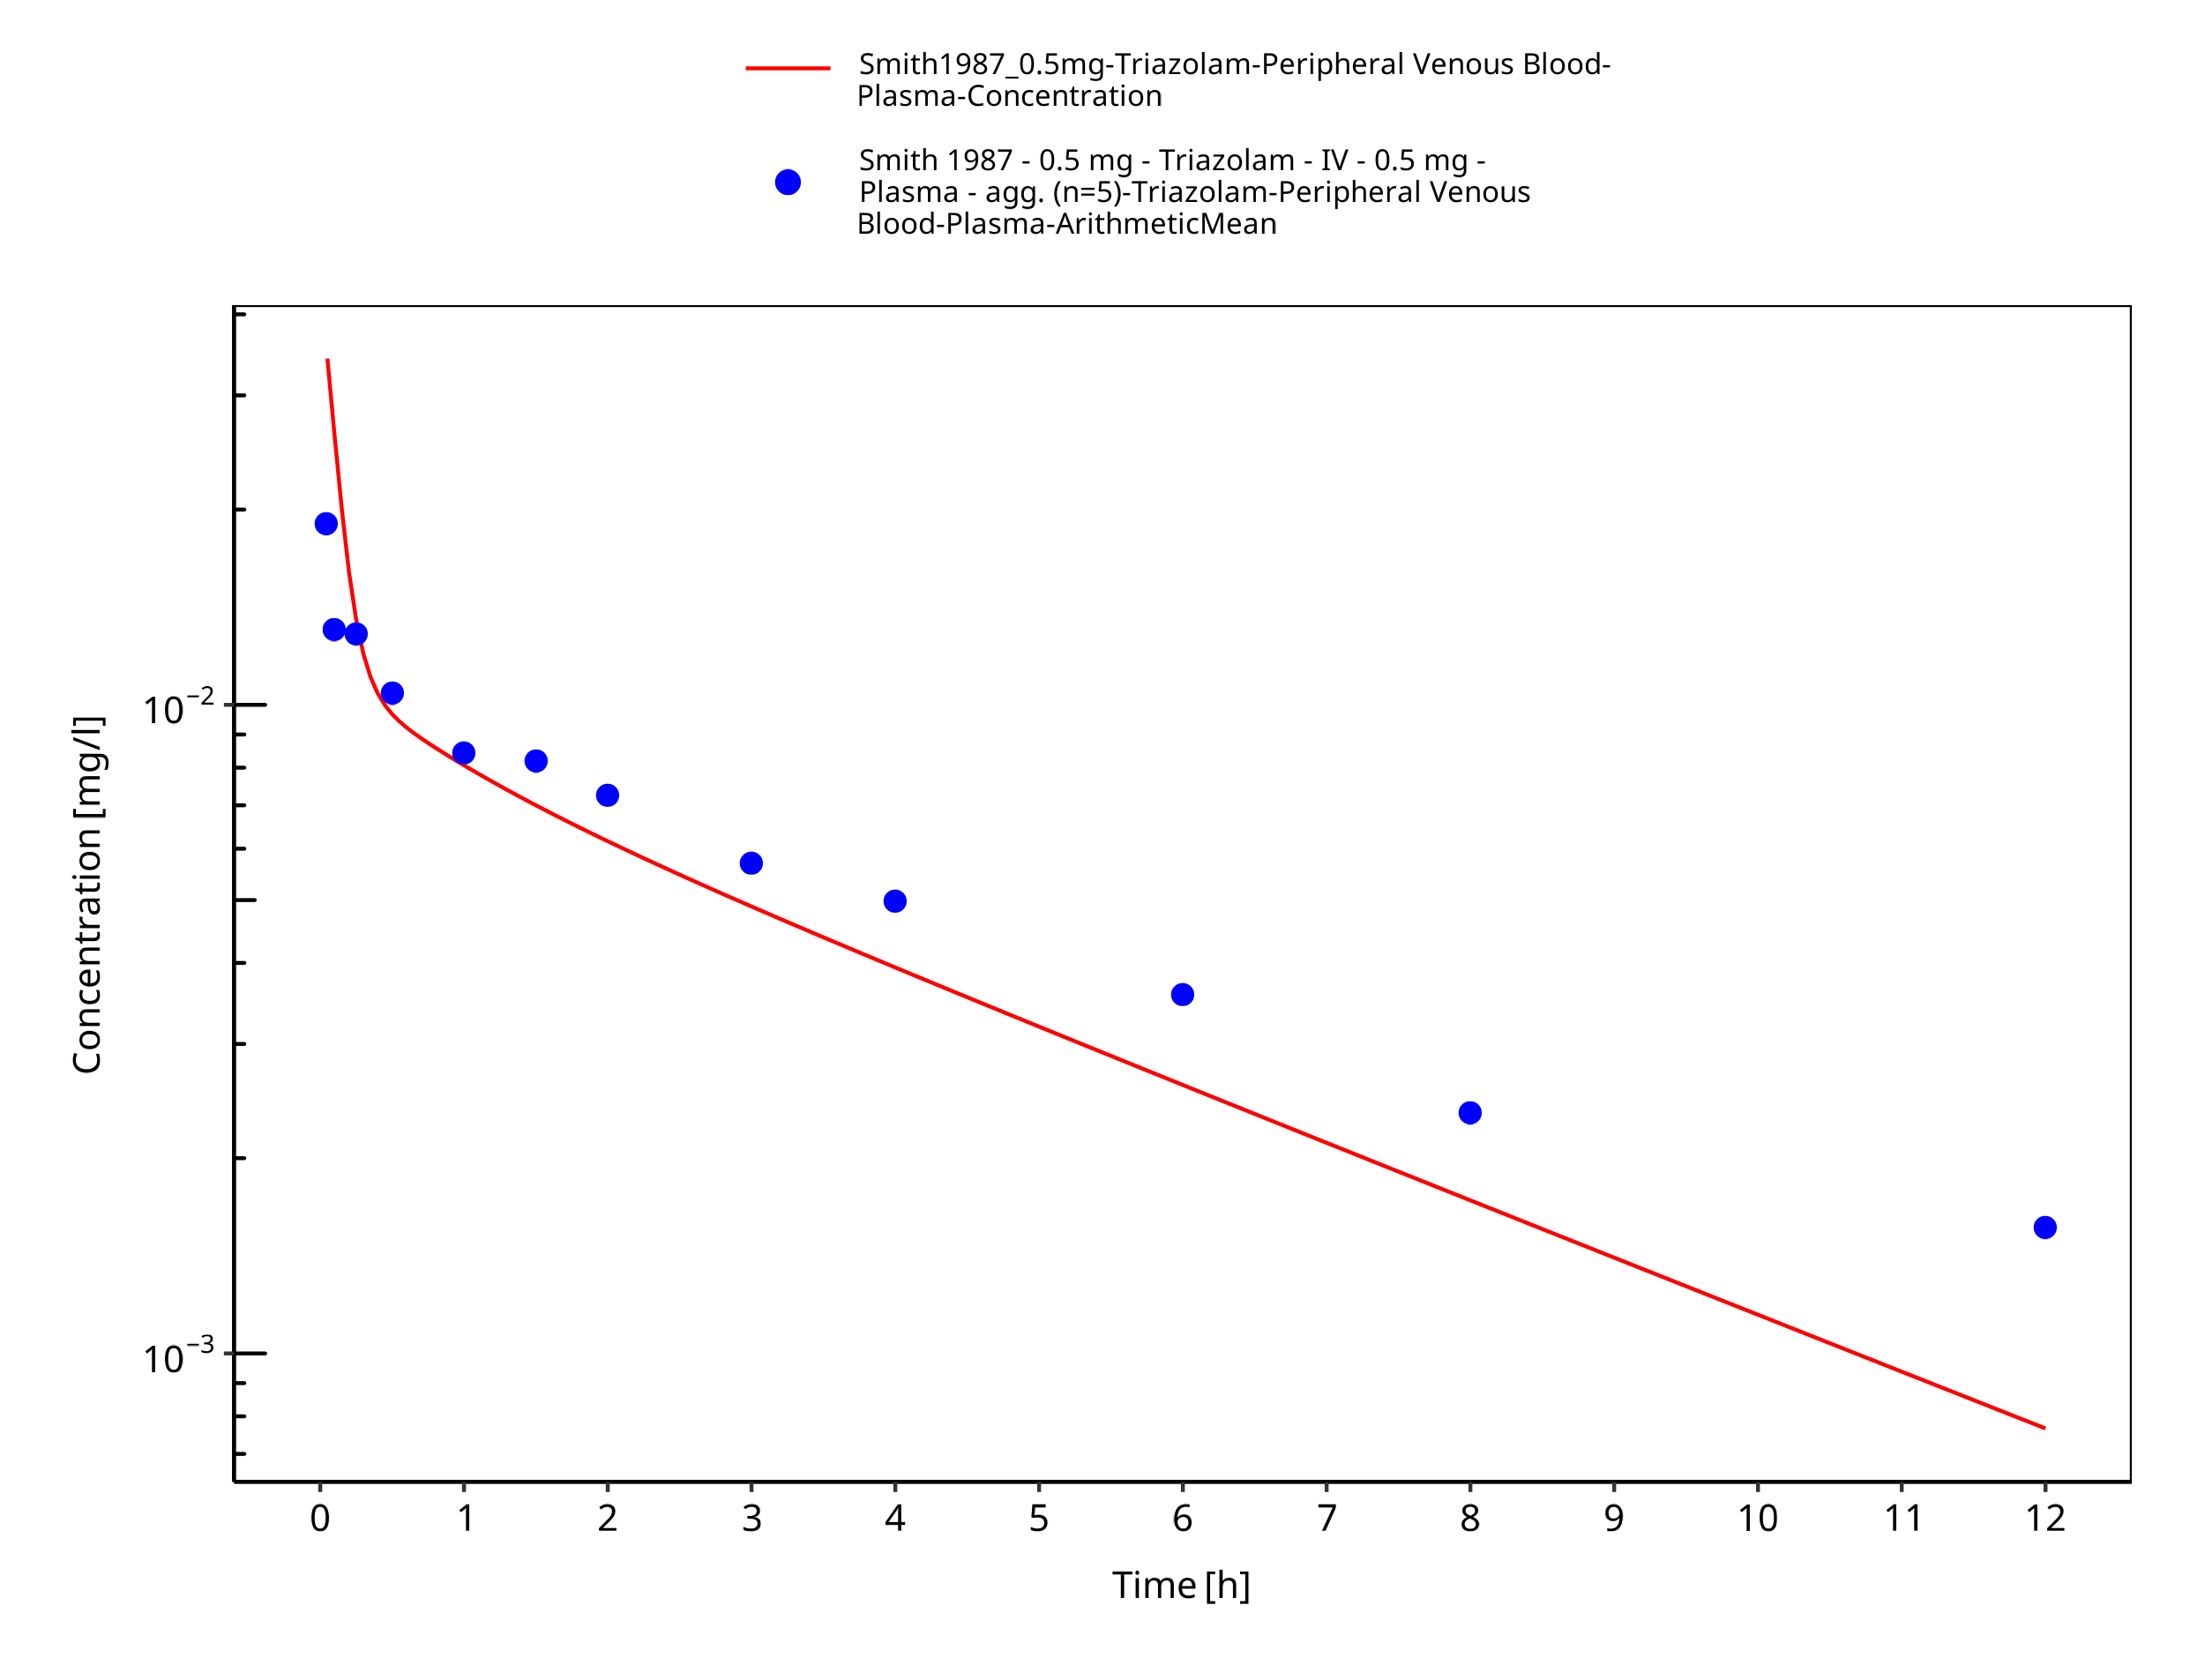 Smith1987_0.5mg-Triazolam-Peripheral Venous Blood-
Plasma-Concentration
Smith 1987 - 0.5 mg - Triazolam - IV - 0.5 mg -
Plasma - agg. (n=5)-Triazolam-Peripheral Venous
Blood-Plasma-ArithmeticMean
Concentration [mg/l]
10⁻²
10⁻³
0 1 2 3 4 5 6 7 8 9 10 11 12
Time [h]